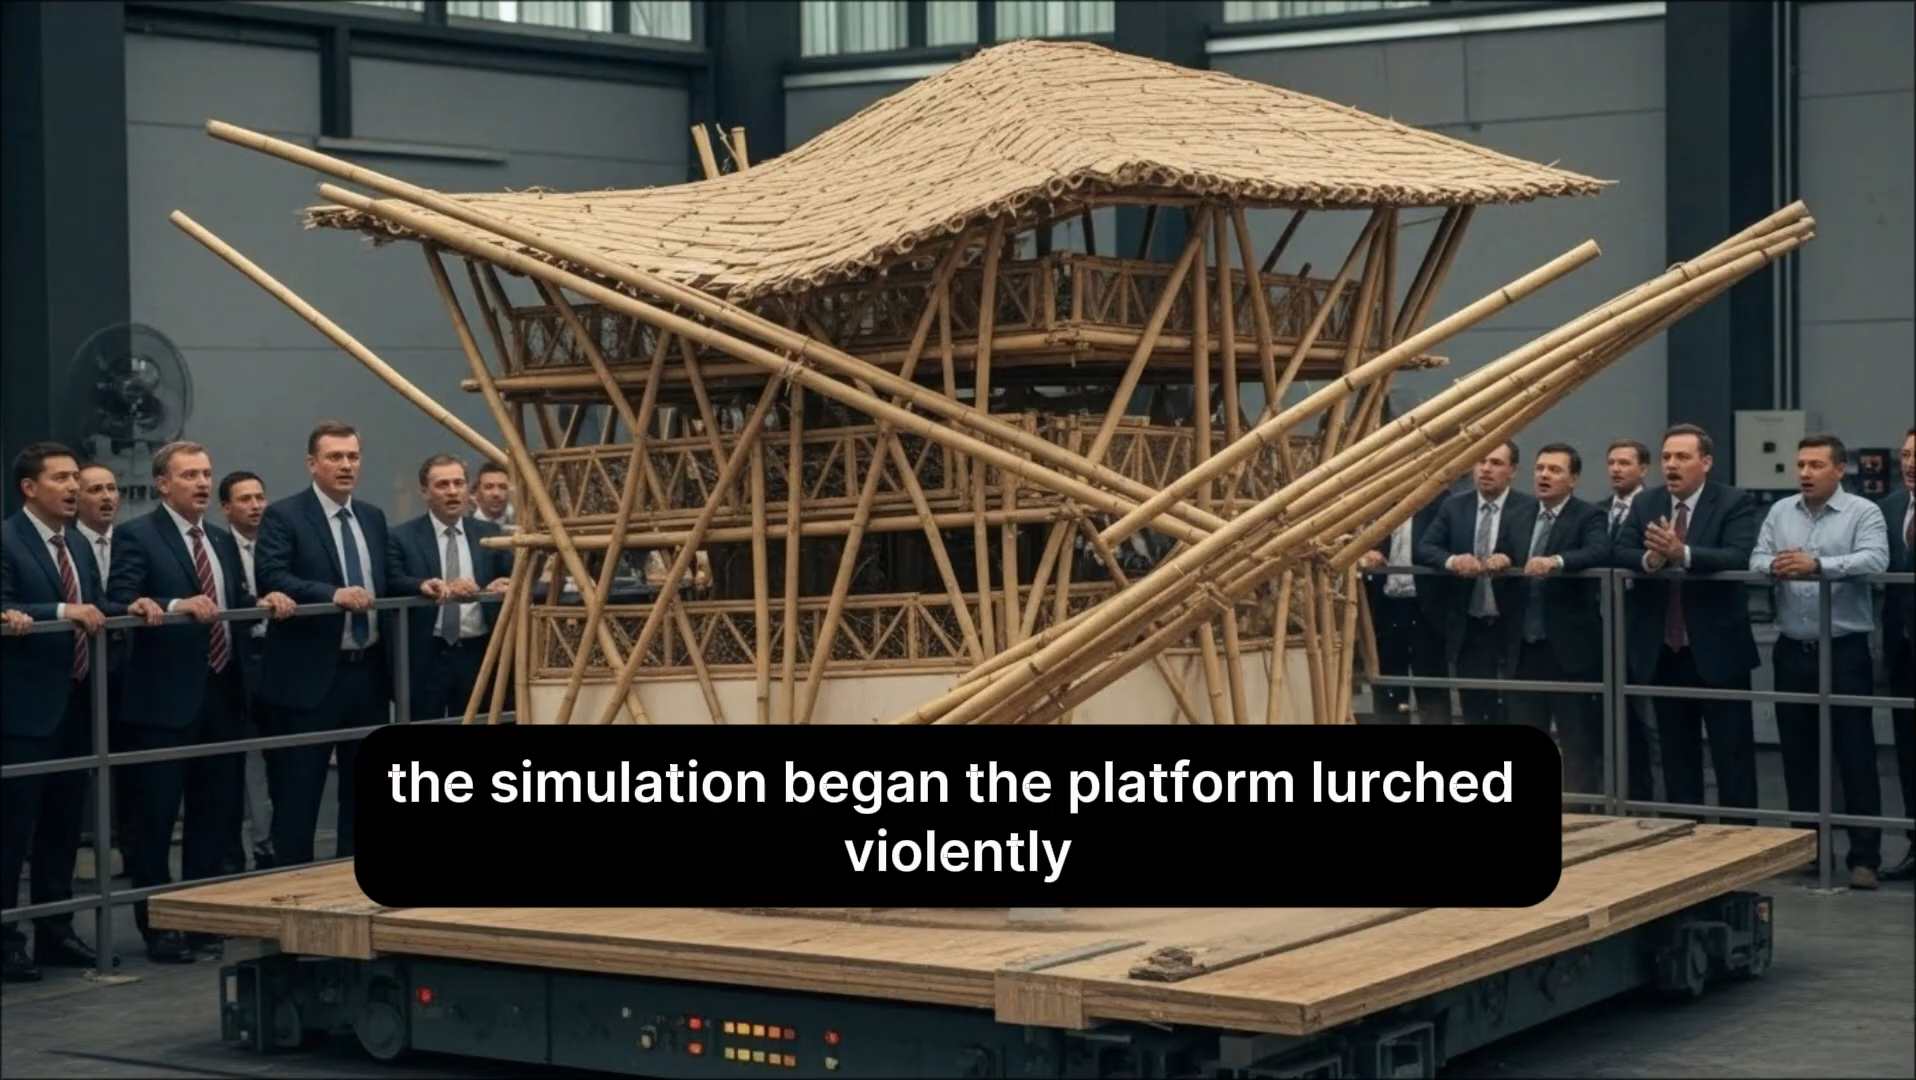 the simulation began the platform lurched
violently